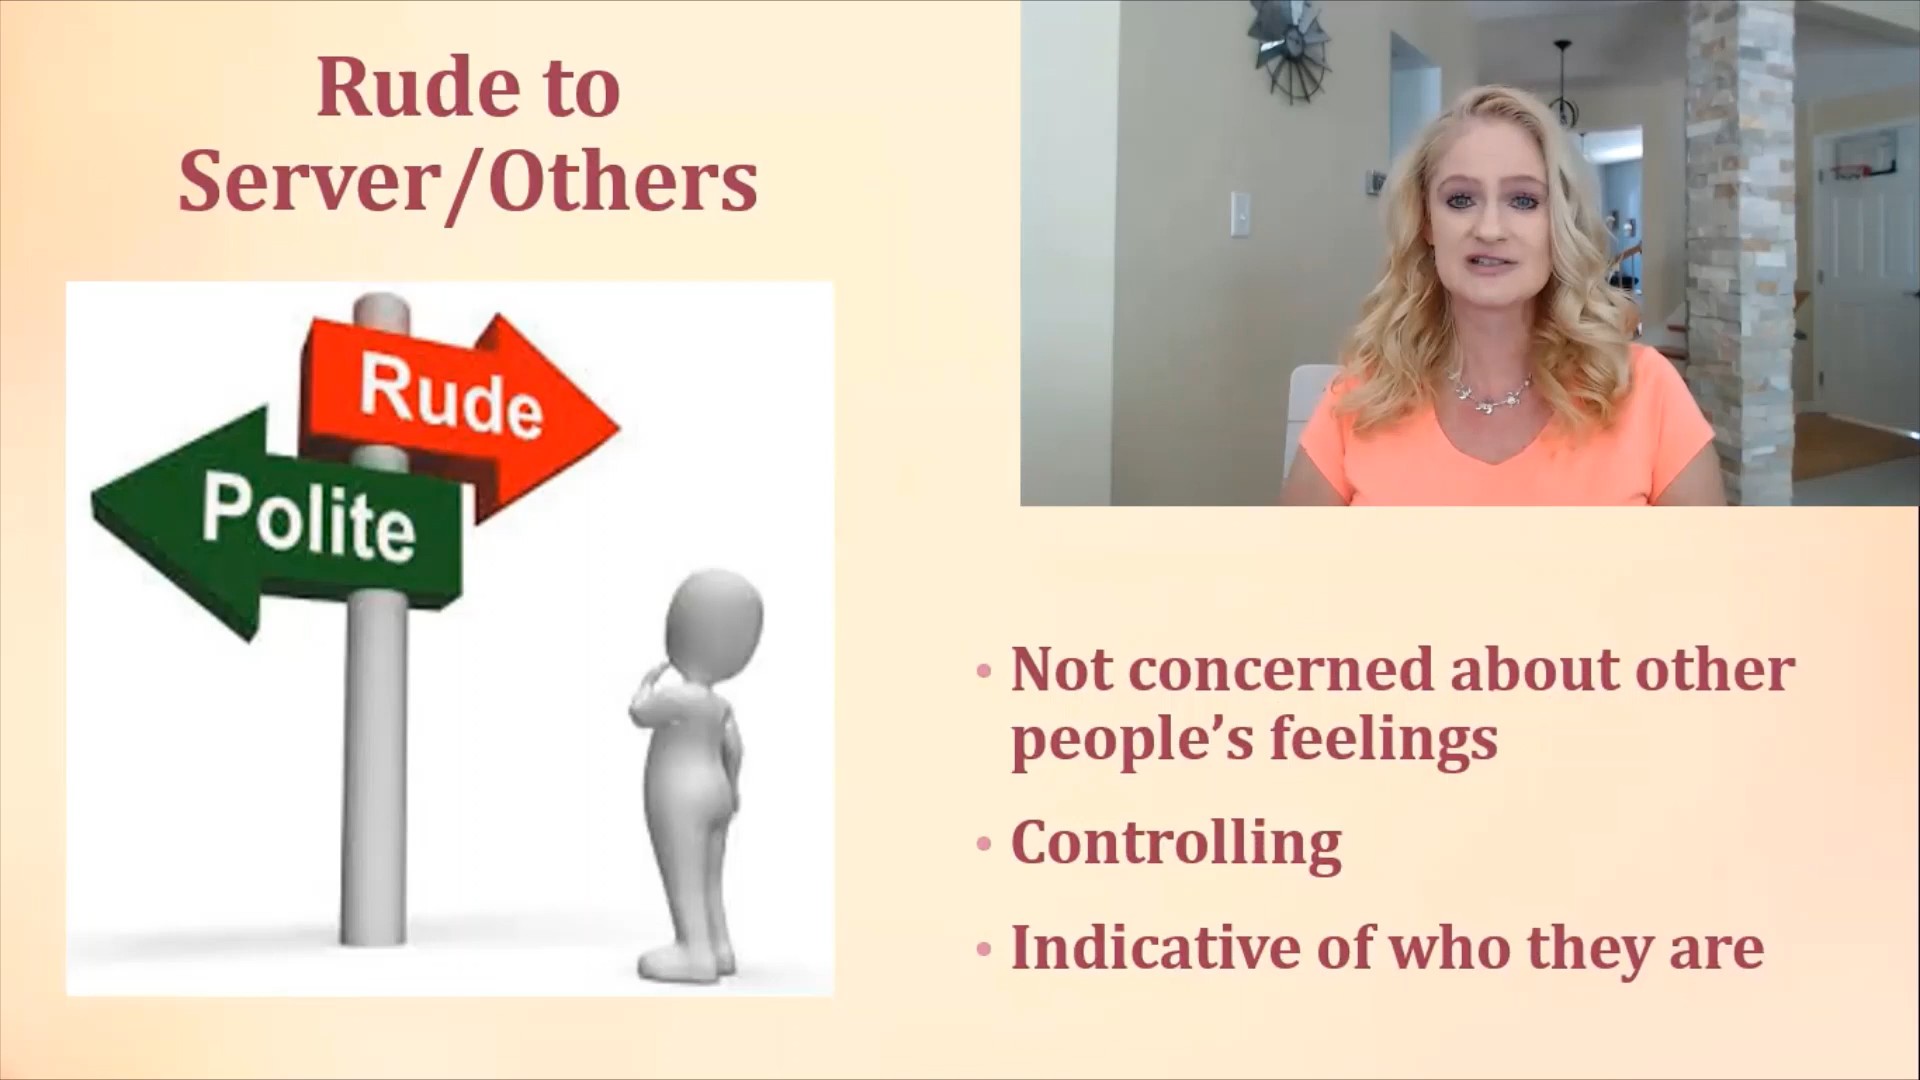 Rude to
Server/Others
Rude
Polite
• Not concerned about other
people’s feelings
• Controlling
• Indicative of who they are